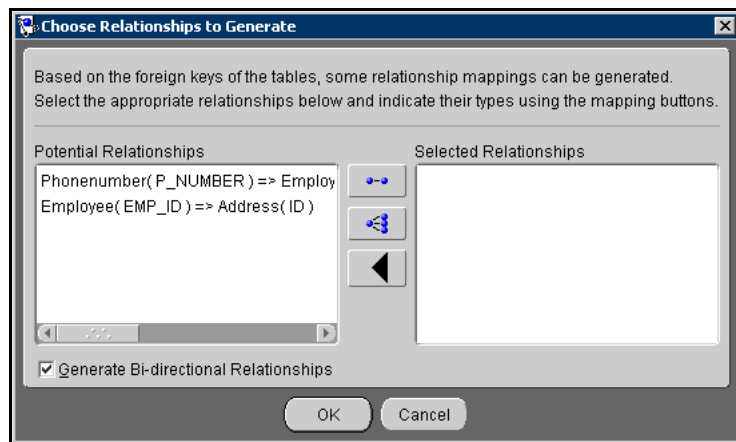 Choose Relationships to Generate
Based on the foreign keys of the tables, some relationship mappings can be generated.
Select the appropriate relationships below and indicate their types using the mapping buttons.
Potential Relationships
Selected Relationships
Phonenumber( P_NUMBER ) => Employ
Employee( EMP_ID ) => Address( ID )
Generate Bi-directional Relationships
OK
Cancel